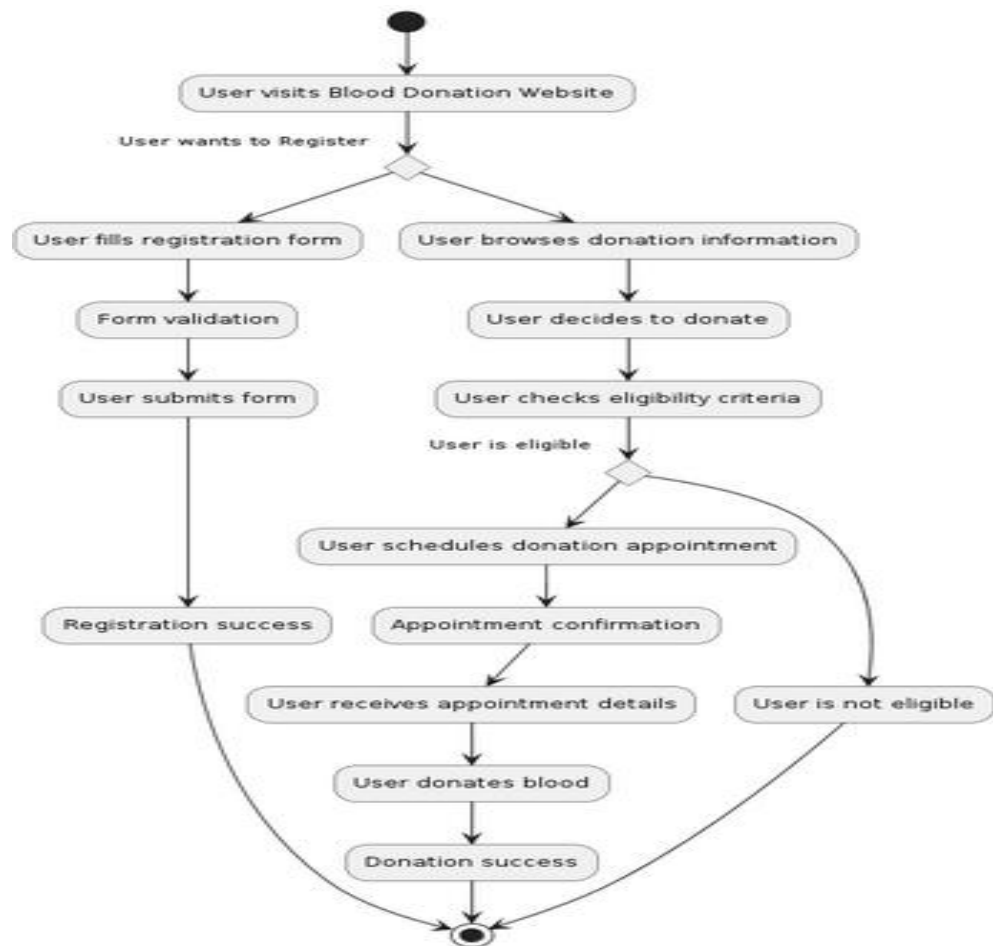 User visits Blood Donation Website
User wants to Register
User fills registration form
User browses donation information
Form validation
User decides to donate
User submits form
User checks eligibility criteria
User is eligible
User schedules donation appointment
Registration success
Appointment confirmation
User receives appointment details
User is not eligible
User donates blood
Donation success